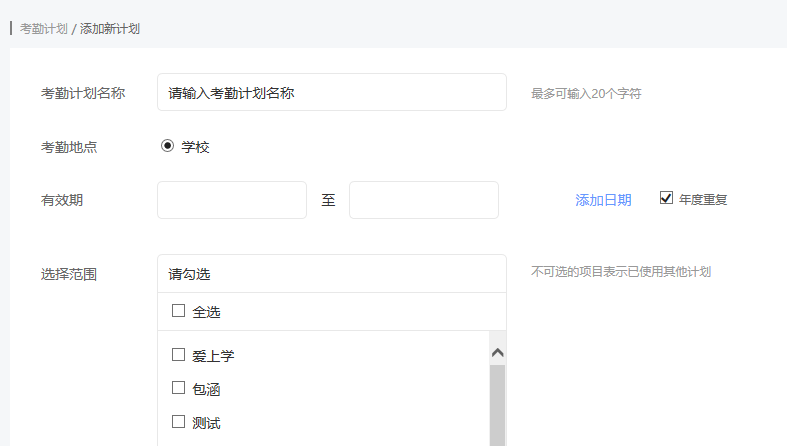 考勤计划 / 添加新计划
考勤计划名称 请输入考勤计划名称 最多可输入20个字符
考勤地点 学校
有效期 至 添加日期 年度重复
选择范围 请勾选 不可选的项目表示已使用其他计划
全选
爱上学
包涵
测试